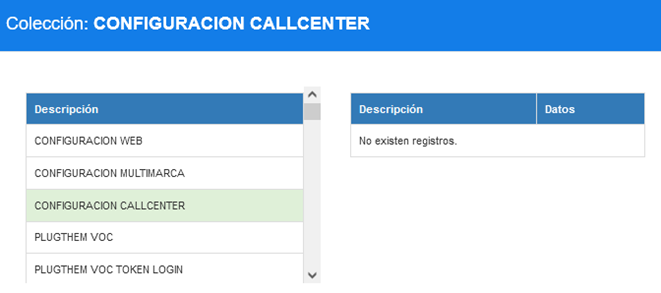 Colección: CONFIGURACION CALLCENTER
Descripción
CONFIGURACION WEB
CONFIGURACION MULTIMARCA
CONFIGURACION CALLCENTER
PLUGTHEM VOC
PLUGTHEM VOC TOKEN LOGIN
Descripción Datos
No existen registros.